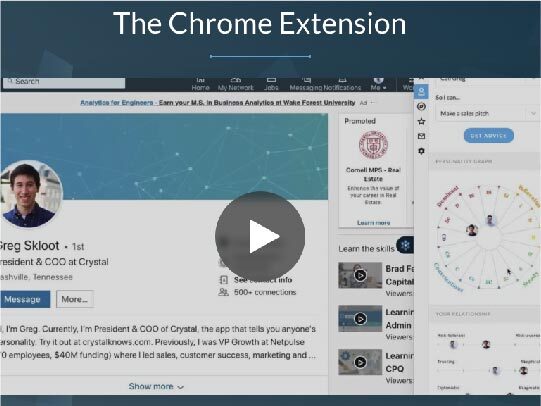 The Chrome Extension
Search
Home
My Network
Jobs
Messaging
Notifications
Me
Analytics for Engineers - Earn your M.S. in Business Analytics at Wake Forest University
Ad
Greg Skloot • 1st
President & COO at Crystal
Nashville, Tennessee
Message
More...
See contact info
500+ connections
I'm Greg. Currently, I'm President & COO of Crystal, the app that tells you anyone's
personality. Try it out at crystalknows.com. Previously, I was VP Growth at Netpulse
employees, $40M funding) where I led sales, customer success, marketing and ...
Show more
Promoted
Cornell MPS - Real
Estate
Enhance the value of
your career in Real
Estate
Learn more
Learn the skills
Brad Fe
Capital
Viewers:
Learning
Admin
Viewers:
Learning
CPQ
Viewers:
So I can...
Make a sales pitch
GET ADVICE
PERSONALITY GRAPH
YOUR RELATIONSHIP
Trusting
Skeptical
Optimistic